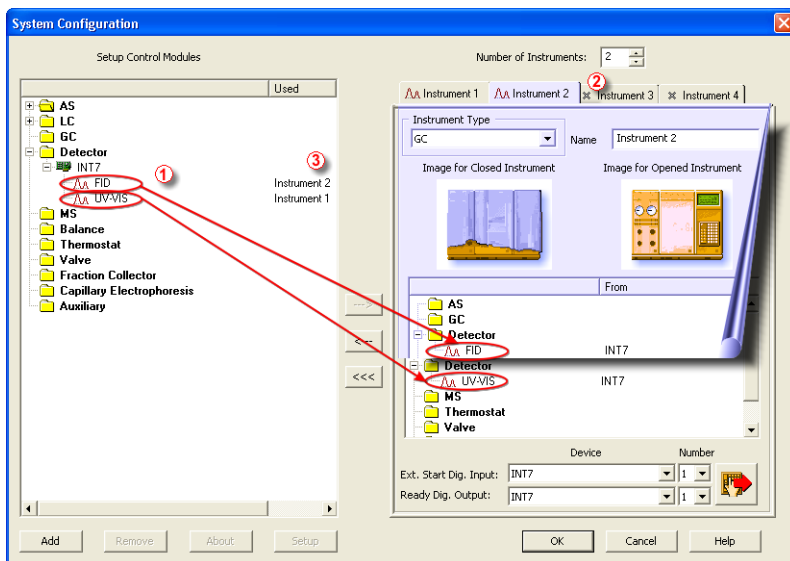 System Configuration
Setup Control Modules
Number of Instruments: 2
Used
AS
LC
GC
Detector
INT7
① ③
FID Instrument 2
UV-VIS Instrument 1
MS
Balance
Thermostat
Valve
Fraction Collector
Capillary Electrophoresis
Auxiliary
--->
<---
<<<
②
Instrument 1 Instrument 2 Instrument 3 Instrument 4
Instrument Type
GC Name Instrument 2
Image for Closed Instrument Image for Opened Instrument
From
AS
GC
Detector
FID INT7
Detector
UV-VIS INT7
MS
Thermostat
Valve
Device Number
Ext. Start Dig. Input: INT7 1
Ready Dig. Output: INT7 1
Add Remove About Setup OK Cancel Help